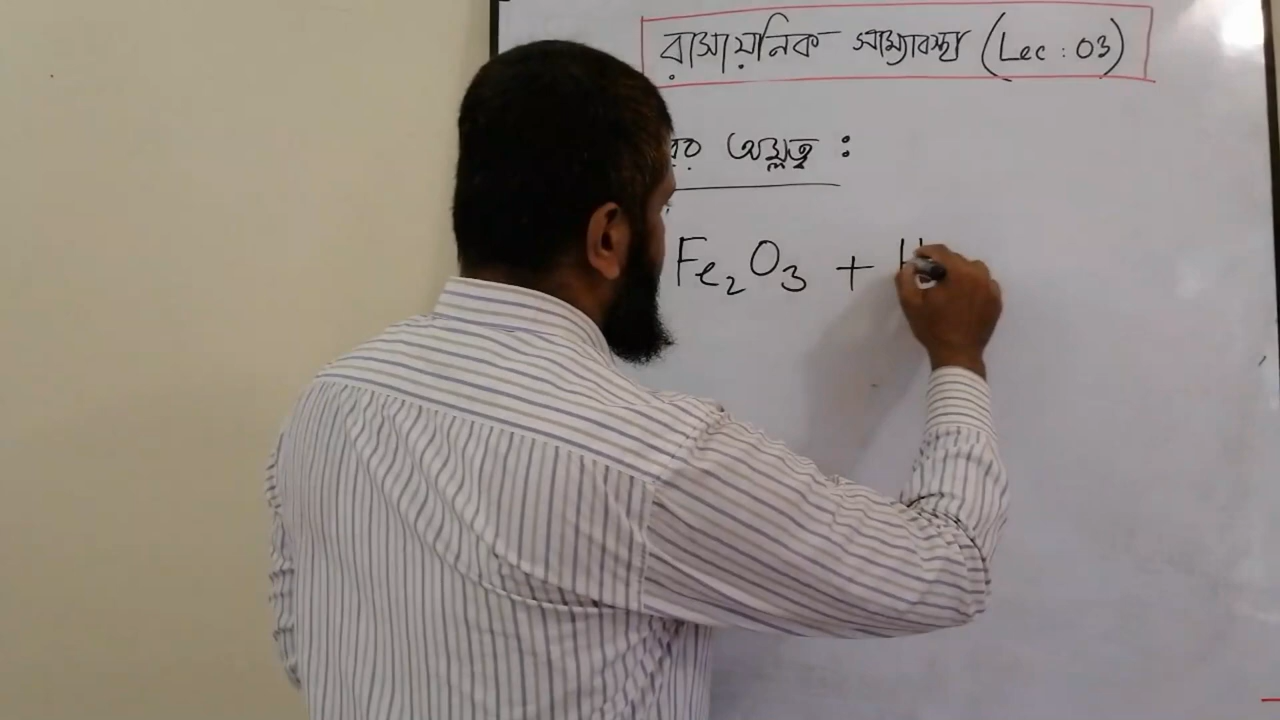 রাসায়নিক সাম্যাবস্থা (Lec : 03)
অম্লত্ব :
Fe₂O₃ + H